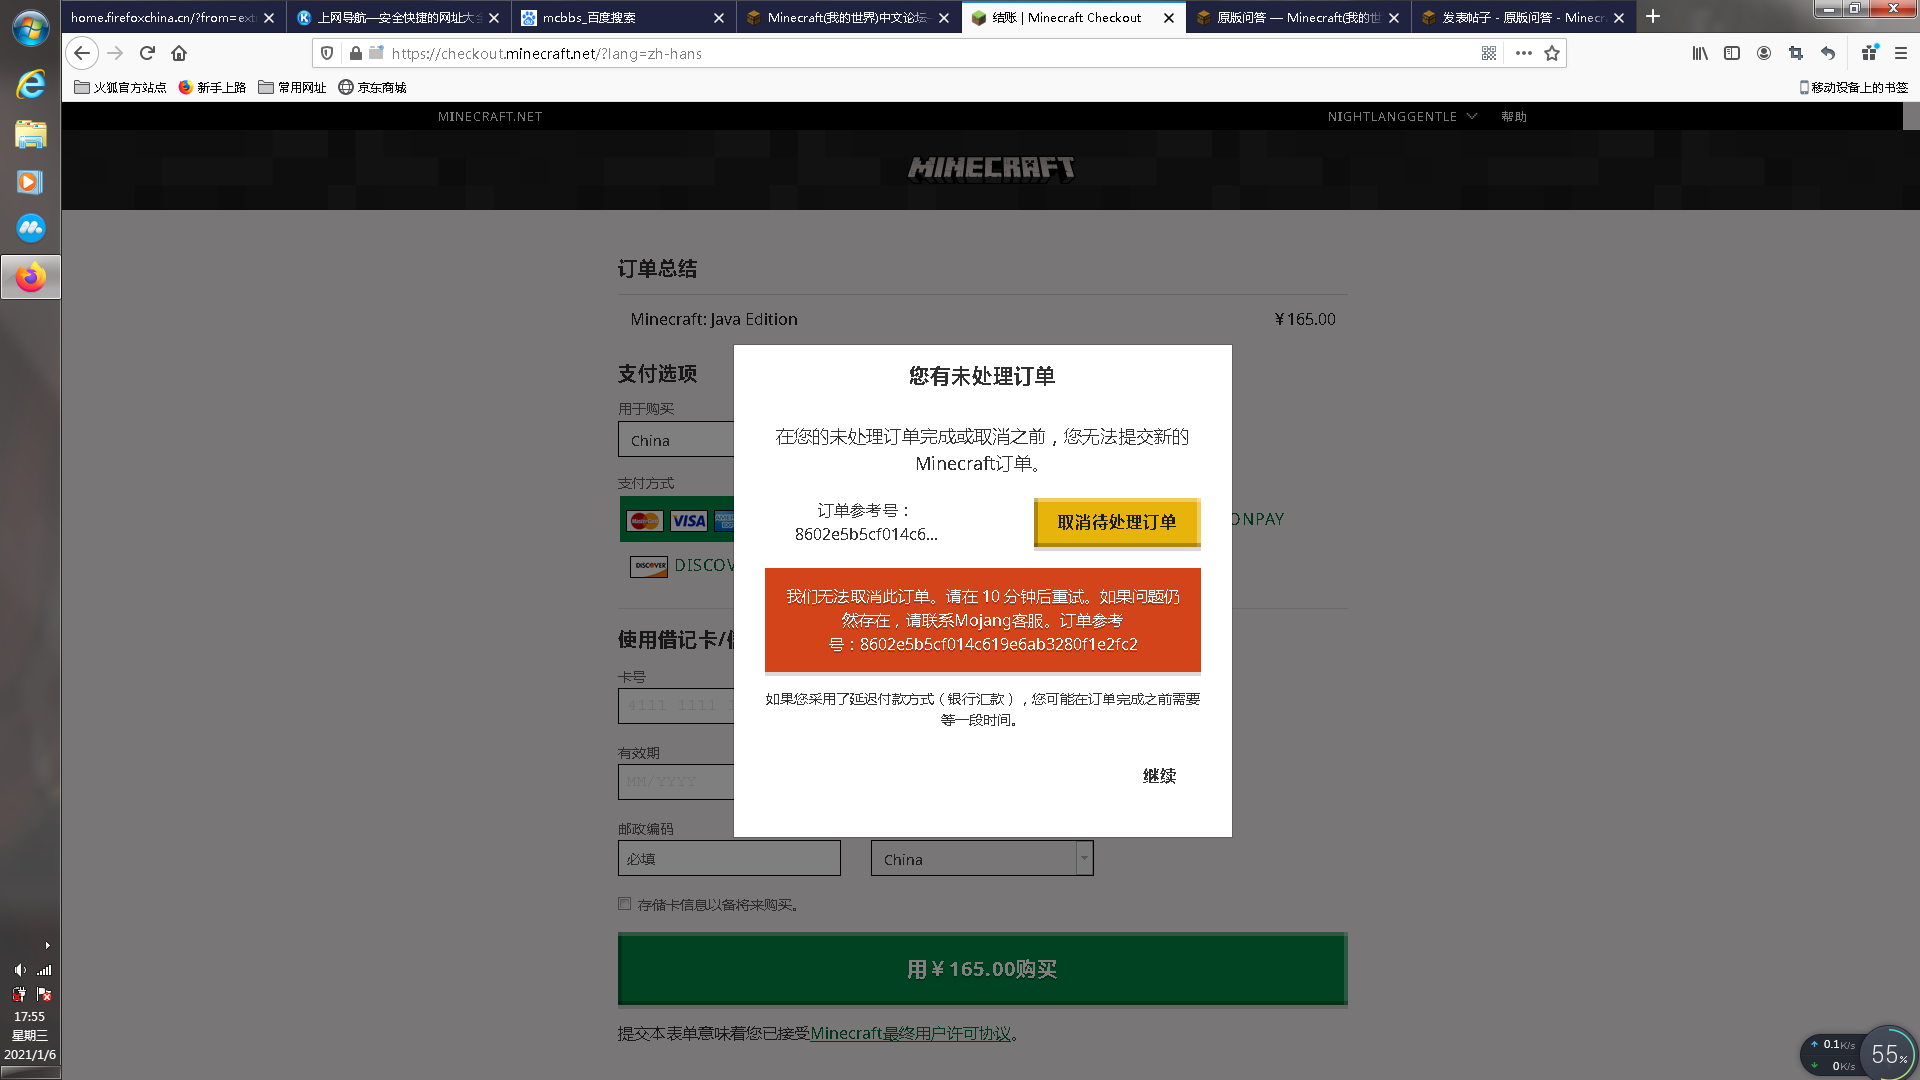 home.firefoxchina.cn/?from=ext
上网导航—安全快捷的网址大全
mcbbs_百度搜索
Minecraft(我的世界)中文论坛-
结账 | Minecraft Checkout
原版问答 — Minecraft(我的世
发表帖子 - 原版问答 - Minecr
https://checkout.minecraft.net/?lang=zh-hans
火狐官方站点
新手上路
常用网址
京东商城
移动设备上的书签
MINECRAFT.NET
NIGHTLANGGENTLE
帮助
MINECRAFT
订单总结
Minecraft: Java Edition
¥165.00
支付选项
用于购买
China
支付方式
MasterCard
VISA
ONPAY
DISCOVER
DISCOV
使用借记卡/
卡号
4111 1111
有效期
MM/YYYY
邮政编码
必填
China
存储卡信息以备将来购买。
用¥165.00购买
提交本表单意味着您已接受Minecraft最终用户许可协议。
您有未处理订单
在您的未处理订单完成或取消之前，您无法提交新的
Minecraft订单。
订单参考号：
8602e5b5cf014c6...
取消待处理订单
我们无法取消此订单。请在 10 分钟后重试。如果问题仍
然存在，请联系Mojang客服。订单参考
号：8602e5b5cf014c619e6ab3280f1e2fc2
如果您采用了延迟付款方式（银行汇款），您可能在订单完成之前需要
等一段时间。
继续
17:55
星期三
2021/1/6
0.1K/s
0K/s
55%